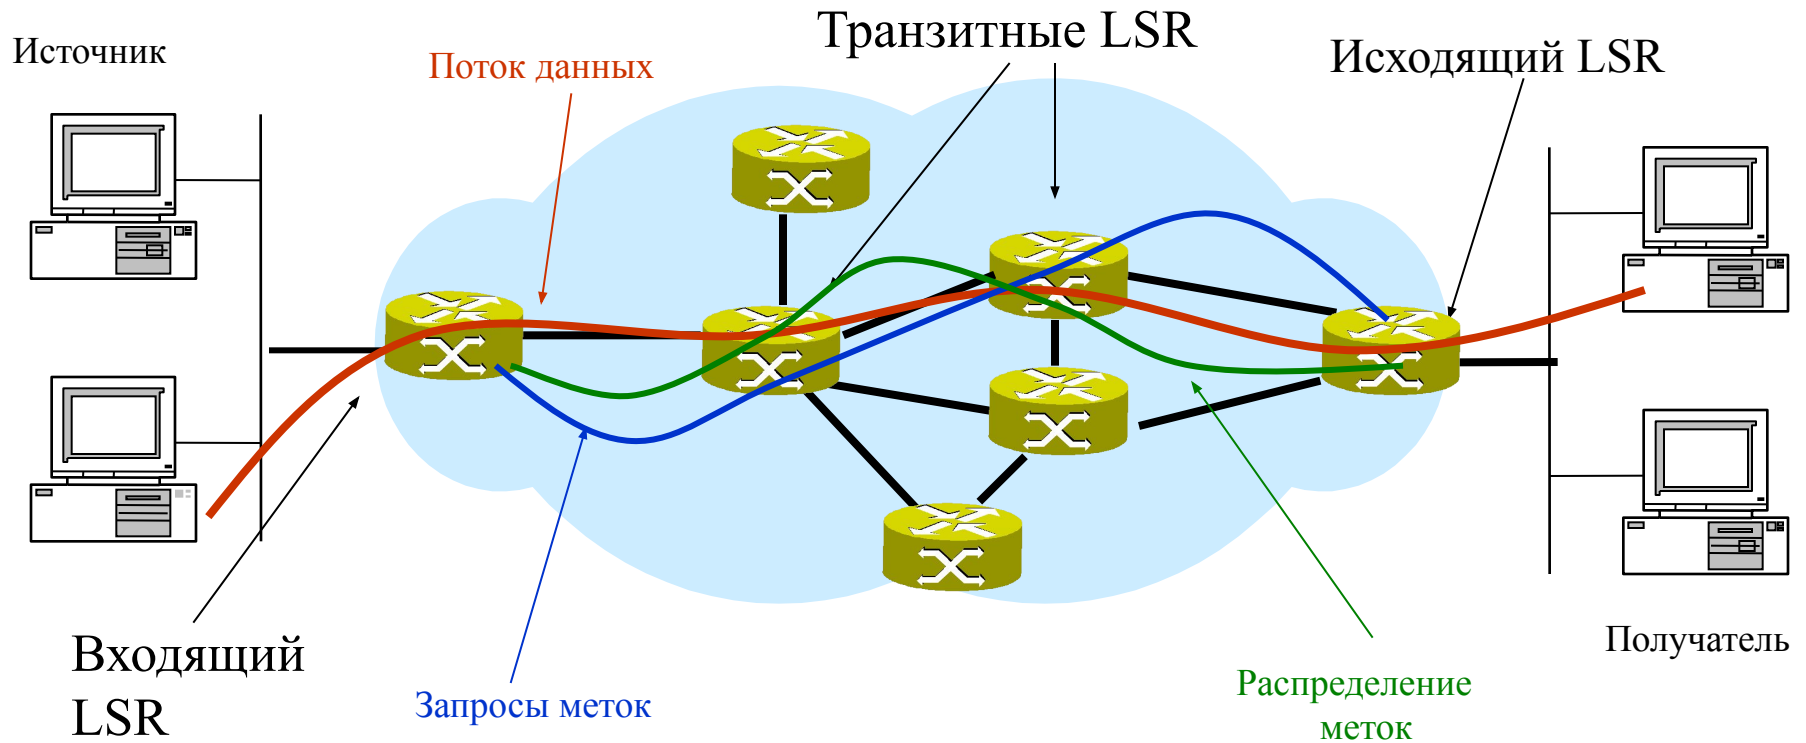 Источник
Поток данных
Транзитные LSR
Исходящий LSR
Входящий
LSR
Запросы меток
Распределение
меток
Получатель